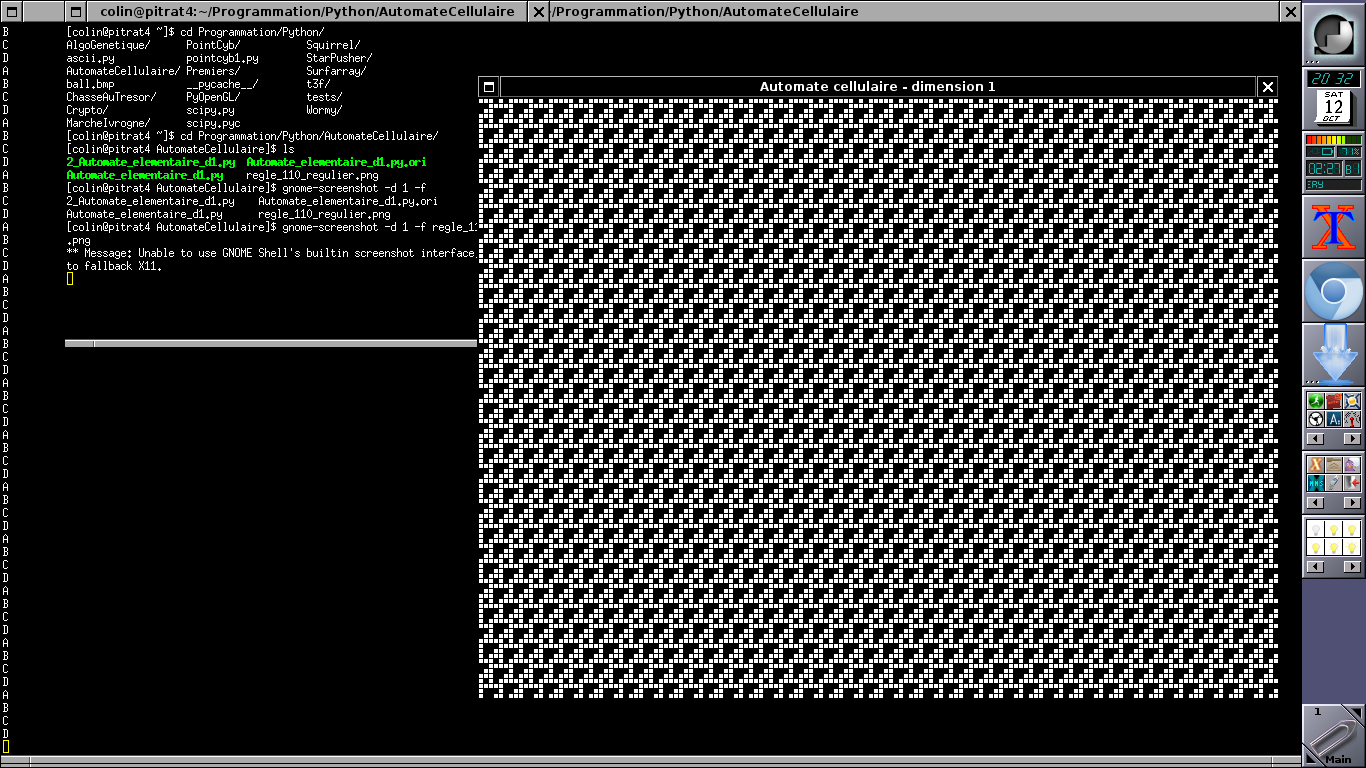 colin@pitrat4:~/Programmation/Python/AutomateCellulaire
/Programmation/Python/AutomateCellulaire
[colin@pitrat4 ~]$ cd Programmation/Python/
AlgoGenetique/ PointCyb/ Squirrel/
ascii.py pointcyb1.py StarPusher/
AutomateCellulaire/ Premiers/ Surfarray/
ball.bmp __pycache__/ t3f/
ChasseAuTresor/ PyOpenGL/ tests/
Crypto/ scipy.py Wormy/
MarcheIvrogne/ scipy.pyc
[colin@pitrat4 ~]$ cd Programmation/Python/AutomateCellulaire/
[colin@pitrat4 AutomateCellulaire]$ ls
2_Automate_elementaire_d1.py Automate_elementaire_d1.py.ori
Automate_elementaire_d1.py regle_110_regulier.png
[colin@pitrat4 AutomateCellulaire]$ gnome-screenshot -d 1 -f
2_Automate_elementaire_d1.py Automate_elementaire_d1.py.ori
Automate_elementaire_d1.py regle_110_regulier.png
[colin@pitrat4 AutomateCellulaire]$ gnome-screenshot -d 1 -f regle_1
.png
** Message: Unable to use GNOME Shell's builtin screenshot interface
to fallback X11.
B
C
D
A
B
C
D
A
B
C
D
A
B
C
D
A
B
C
D
A
B
C
D
A
B
C
D
A
B
C
D
A
B
C
D
A
B
C
D
A
B
C
D
A
B
C
D
A
B
C
D
A
B
C
D
Automate cellulaire - dimension 1
20 32
SAT
12
OCT
71%
02:27
1
Main